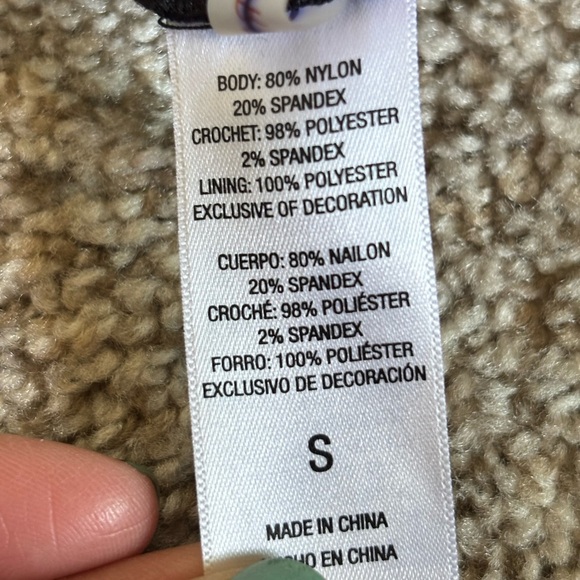 BODY: 80% NYLON
20% SPANDEX
CROCHET: 98% POLYESTER
2% SPANDEX
LINING: 100% POLYESTER
EXCLUSIVE OF DECORATION
CUERPO: 80% NAILON
20% SPANDEX
CROCHÉ: 98% POLIÉSTER
2% SPANDEX
FORRO: 100% POLIÉSTER
EXCLUSIVO DE DECORACIÓN
S
MADE IN CHINA
EN CHINA